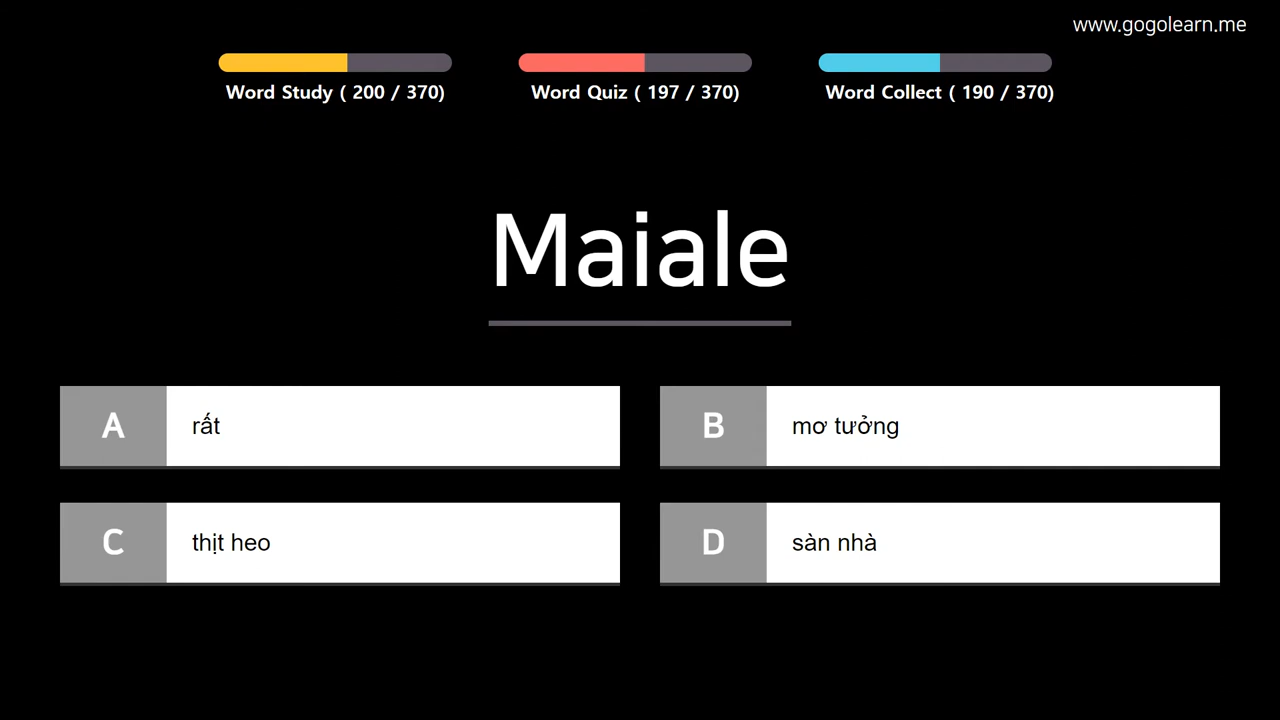 www.gogolearn.me
Word Study ( 200 / 370)
Word Quiz ( 197 / 370)
Word Collect ( 190 / 370)
Maiale
A rất
B mơ tưởng
C thịt heo
D sàn nhà